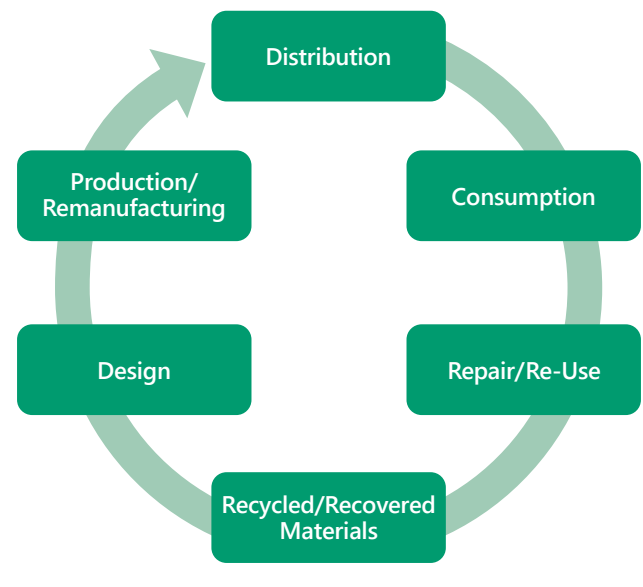 Distribution
Consumption
Repair/Re-Use
Recycled/Recovered
Materials
Design
Production/
Remanufacturing